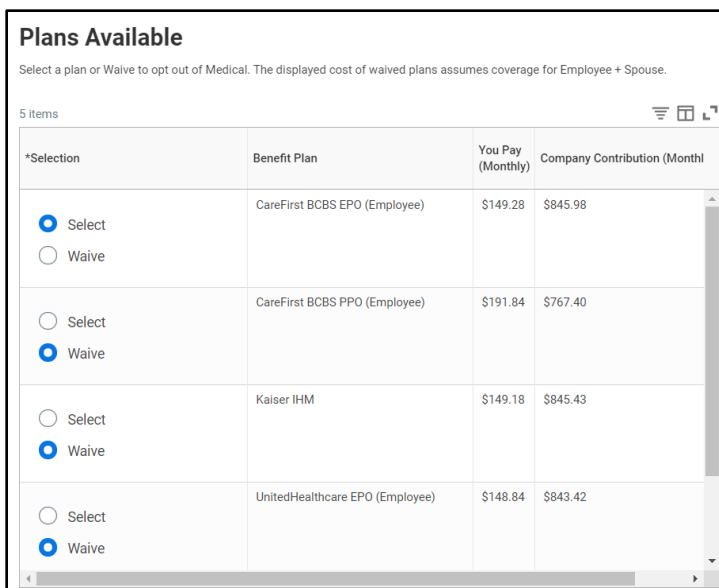 Plans Available
Select a plan or Waive to opt out of Medical. The displayed cost of waived plans assumes coverage for Employee + Spouse.
5 items
*Selection Benefit Plan You Pay (Monthly) Company Contribution (Monthl
Select CareFirst BCBS EPO (Employee) $149.28 $845.98
Waive
Select CareFirst BCBS PPO (Employee) $191.84 $767.40
Waive
Select Kaiser IHM $149.18 $845.43
Waive
Select UnitedHealthcare EPO (Employee) $148.84 $843.42
Waive